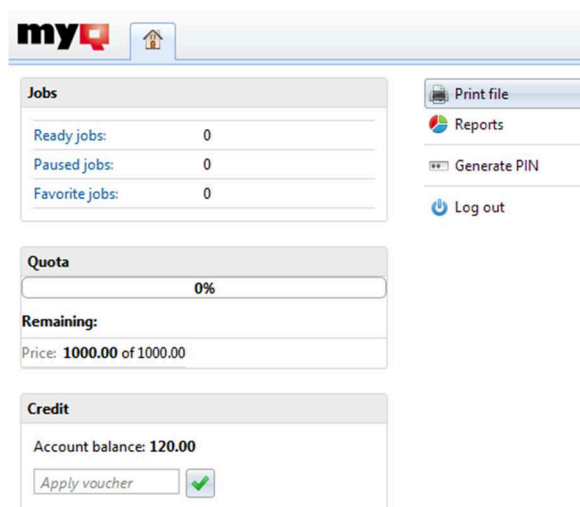 myQ
Jobs
Ready jobs: 0
Paused jobs: 0
Favorite jobs: 0
Quota
0%
Remaining:
Price: 1000.00 of 1000.00
Credit
Account balance: 120.00
Apply voucher
Print file
Reports
Generate PIN
Log out